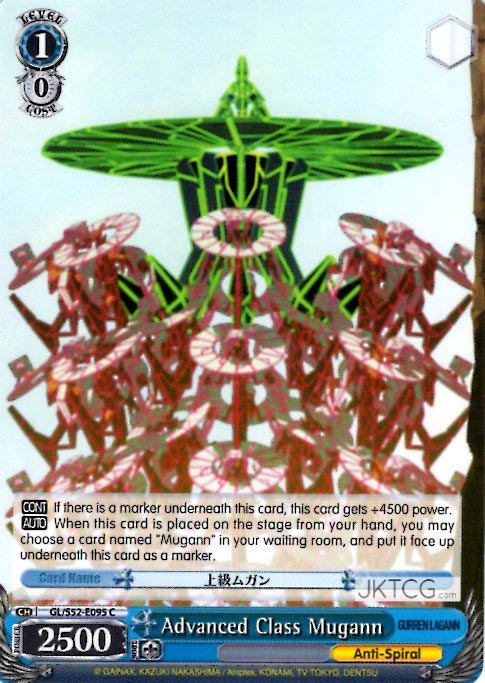 LEVEL
1
0
COST
CONT If there is a marker underneath this card, this card gets +4500 power.
AUTO When this card is placed on the stage from your hand, you may
choose a card named "Mugann" in your waiting room, and put it face up
underneath this card as a marker.
Card Name 上級ムガン
JKTCG.com
GH GL/S52-E095 C
POWER 2500 SOUL Advanced Class Mugann GURREN LAGANN
Anti-Spiral
© GAINAX, KAZUKI NAKASHIMA / Aniplex, KONAMI, TV TOKYO, DENTSU